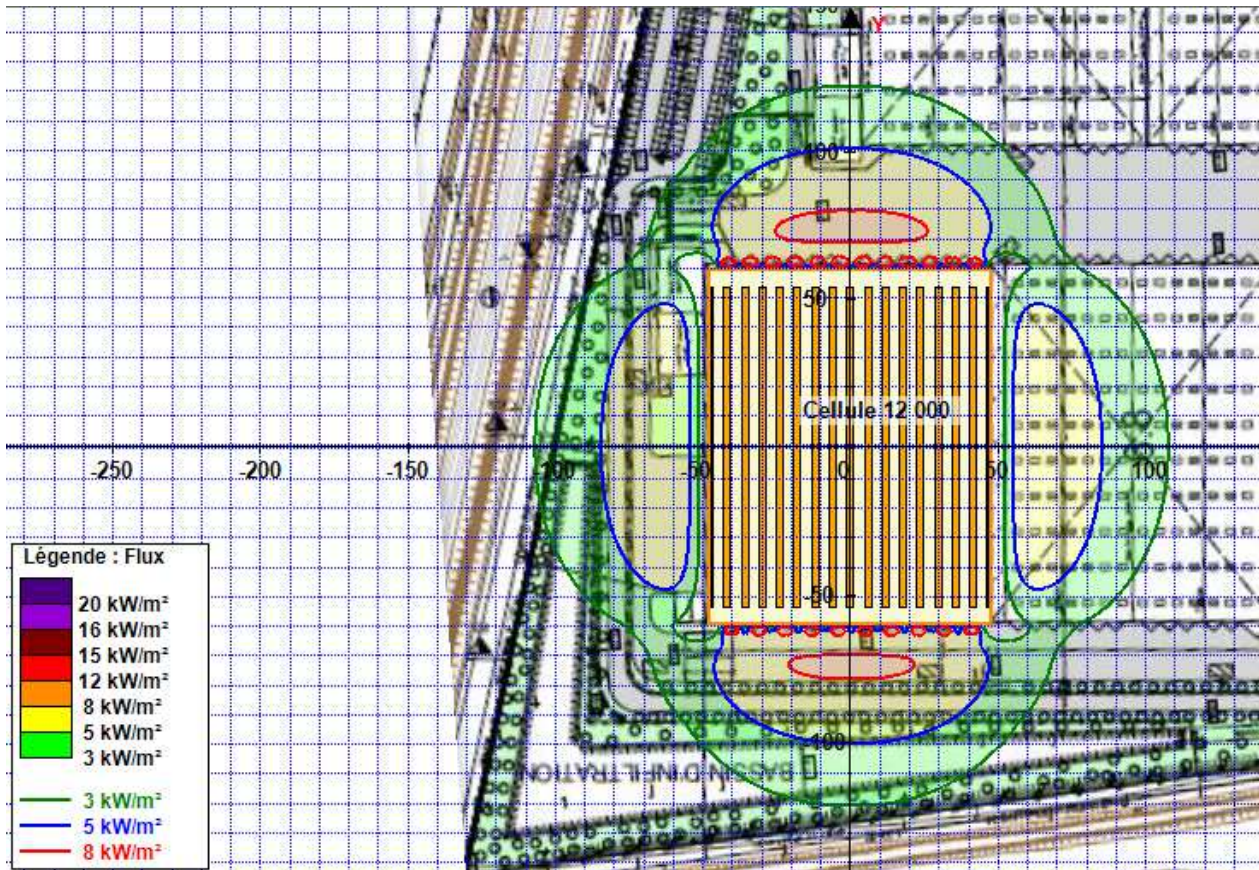 150
Y
100
50
Cellule 12 000
-250
-200
-150
-100
-50
0
50
100
-50
-100
BASSIN D'INFILTRATION
Légende : Flux
20 kW/m²
16 kW/m²
15 kW/m²
12 kW/m²
8 kW/m²
5 kW/m²
3 kW/m²
3 kW/m²
5 kW/m²
8 kW/m²